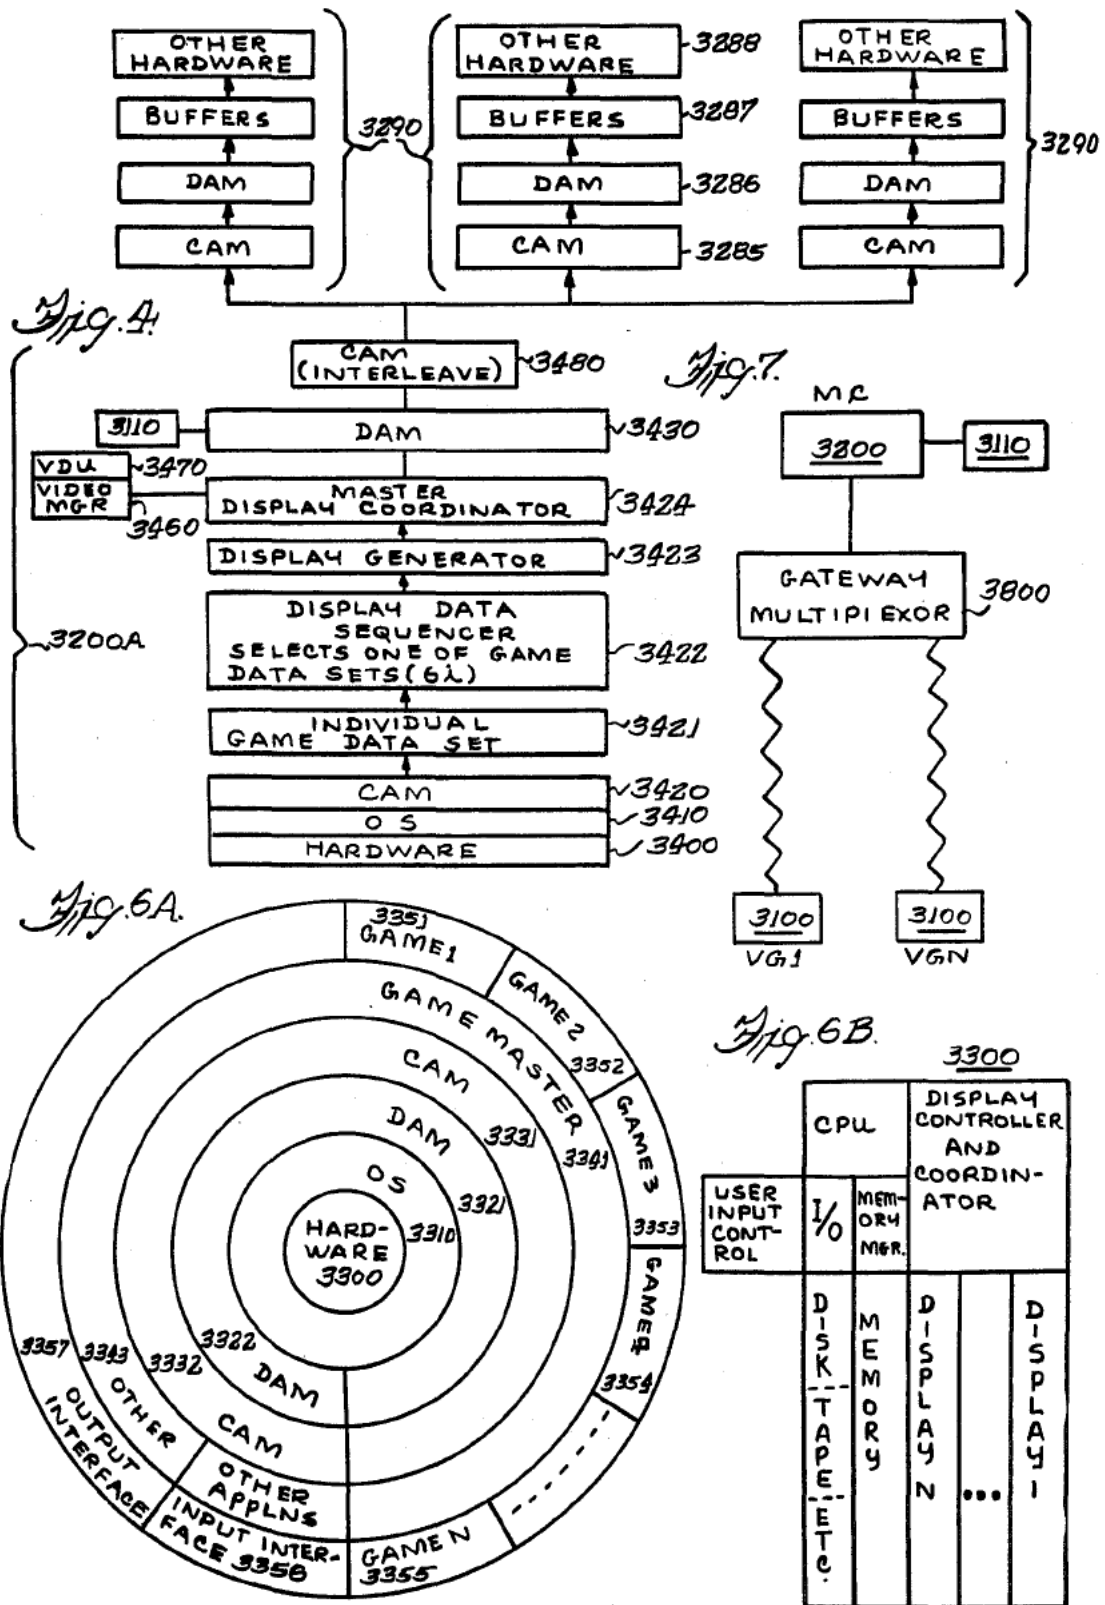 OTHER
HARDWARE
BUFFERS
DAM
CAM
3290
OTHER
HARDWARE
3288
BUFFERS
3287
DAM
3286
CAM
3285
OTHER
HARDWARE
BUFFERS
DAM
CAM
3290
Fig.4.
3200A
CAM
(INTERLEAVE)
3480
3110
DAM
3430
VDU
3470
VIDEO
MGR
3460
MASTER
DISPLAY COORDINATOR
3424
DISPLAY GENERATOR
3423
DISPLAY DATA
SEQUENCER
SELECTS ONE OF GAME
DATA SETS(Gi)
3422
INDIVIDUAL
GAME DATA SET
3421
CAM
3420
OS
3410
HARDWARE
3400
Fig.7.
MC
3200
3110
GATEWAY
MULTIPIEXOR
3800
3100
VG1
3100
VGN
Fig.6A.
3351
GAME1
GAME2
3352
GAME3
3353
GAME4
3354
GAME N
3355
GAME MASTER
3341
CAM
3331
DAM
3321
OS
3310
HARD-
WARE
3300
3322
DAM
3332
CAM
3343
OTHER
OTHER
APPLNS
3357
OUTPUT
INTERFACE
INPUT INTER-
FACE 3356
Fig.6B.
3300
CPU
DISPLAY
CONTROLLER
AND
COORDIN-
ATOR
USER
INPUT
CONT-
ROL
I/O
MEM-
ORY
MGR.
DISK
TAPE
ETC.
MEMORY
DISPLAY N
...
DISPLAY 1